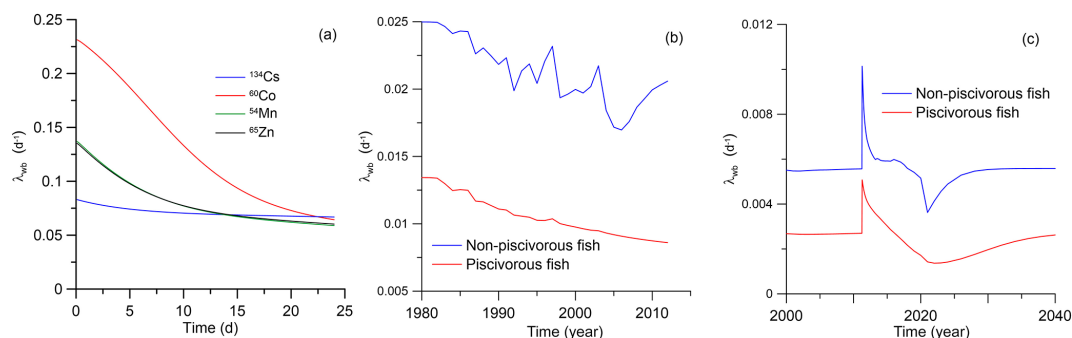 0.25
0.2
0.15
0.1
0.05
0
λwb (d-1)
(a)
134Cs
60Co
54Mn
65Zn
0 5 10 15 20 25
Time (d)
0.025
0.02
0.015
0.01
0.005
λwb (d-1)
(b)
Non-piscivorous fish
Piscivorous fish
1980 1990 2000 2010
Time (year)
0.012
0.008
0.004
0
λwb (d-1)
(c)
Non-piscivorous fish
Piscivorous fish
2000 2020 2040
Time (year)